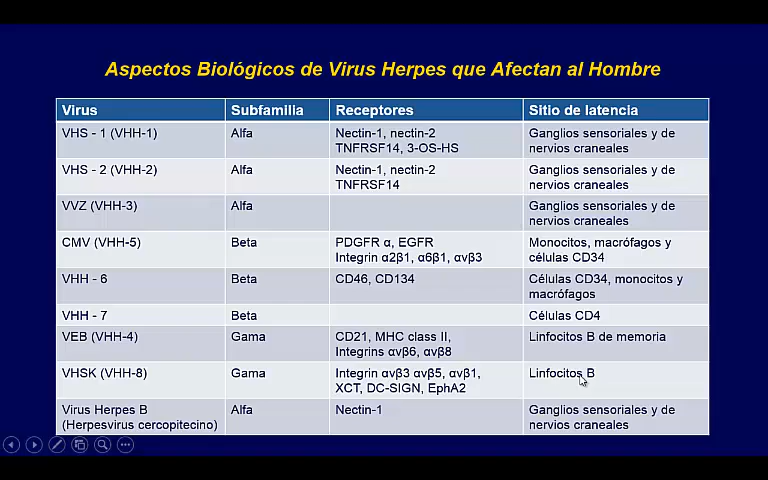 Aspectos Biológicos de Virus Herpes que Afectan al Hombre
Virus Subfamilia Receptores Sitio de latencia
VHS - 1 (VHH-1) Alfa Nectin-1, nectin-2 Ganglios sensoriales y de
TNFRSF14, 3-OS-HS nervios craneales
VHS - 2 (VHH-2) Alfa Nectin-1, nectin-2 Ganglios sensoriales y de
TNFRSF14 nervios craneales
VVZ (VHH-3) Alfa Ganglios sensoriales y de
nervios craneales
CMV (VHH-5) Beta PDGFR α, EGFR Monocitos, macrófagos y
Integrin α2β1, α6β1, αvβ3 células CD34
VHH - 6 Beta CD46, CD134 Células CD34, monocitos y
macrófagos
VHH - 7 Beta Células CD4
VEB (VHH-4) Gama CD21, MHC class II, Linfocitos B de memoria
Integrins αvβ6, αvβ8
VHSK (VHH-8) Gama Integrin αvβ3 αvβ5, αvβ1, Linfocitos B
XCT, DC-SIGN, EphA2
Virus Herpes B Alfa Nectin-1 Ganglios sensoriales y de
(Herpesvirus cercopitecino) nervios craneales